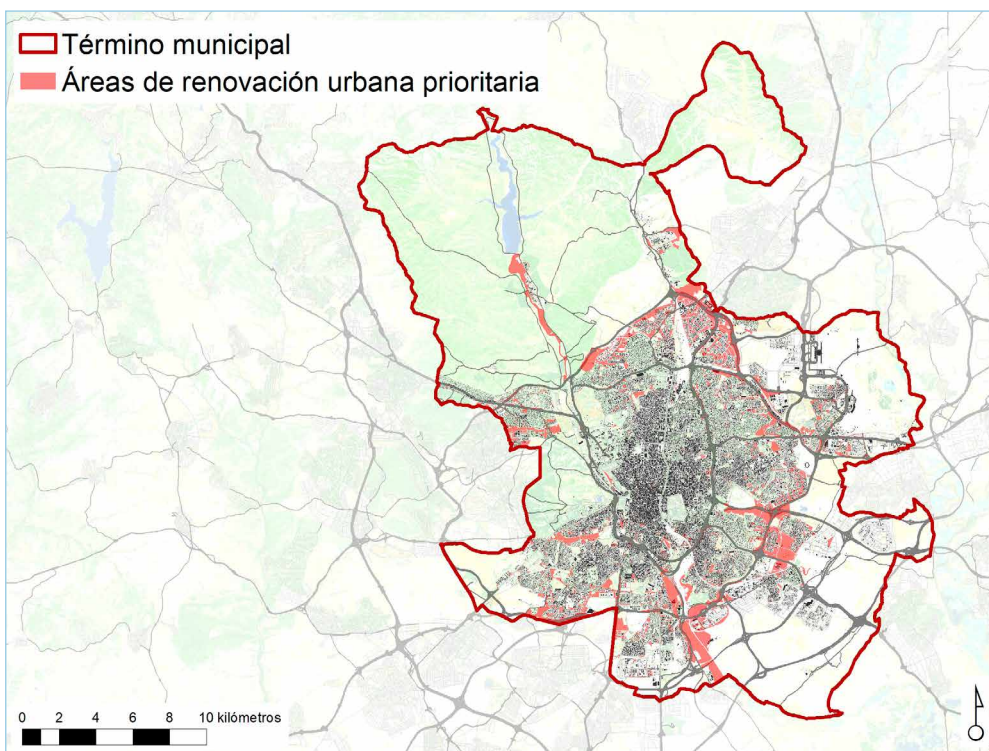 Término municipal
Áreas de renovación urbana prioritaria
0 2 4 6 8 10 kilómetros